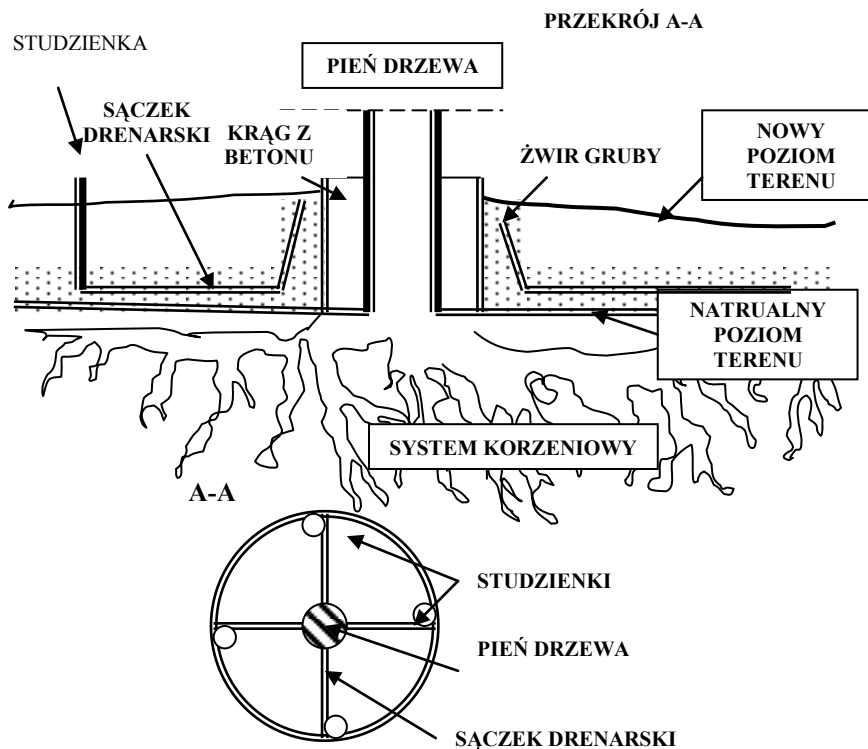 PRZEKRÓJ A-A
STUDZIENKA
PIEŃ DRZEWA
SĄCZEK
DRENARSKI
KRĄG Z
BETONU
ŻWIR GRUBY
NOWY
POZIOM
TERENU
NATRUALNY
POZIOM
TERENU
SYSTEM KORZENIOWY
A-A
STUDZIENKI
PIEŃ DRZEWA
SĄCZEK DRENARSKI